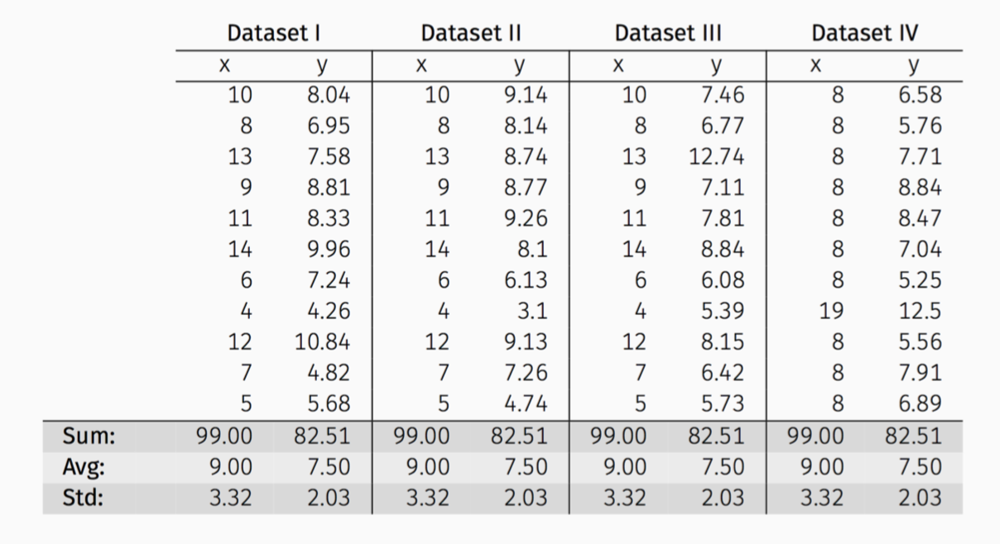 Dataset I Dataset II Dataset III Dataset IV
x y x y x y x y
10 8.04 10 9.14 10 7.46 8 6.58
8 6.95 8 8.14 8 6.77 8 5.76
13 7.58 13 8.74 13 12.74 8 7.71
9 8.81 9 8.77 9 7.11 8 8.84
11 8.33 11 9.26 11 7.81 8 8.47
14 9.96 14 8.1 14 8.84 8 7.04
6 7.24 6 6.13 6 6.08 8 5.25
4 4.26 4 3.1 4 5.39 19 12.5
12 10.84 12 9.13 12 8.15 8 5.56
7 4.82 7 7.26 7 6.42 8 7.91
5 5.68 5 4.74 5 5.73 8 6.89
Sum: 99.00 82.51 99.00 82.51 99.00 82.51 99.00 82.51
Avg: 9.00 7.50 9.00 7.50 9.00 7.50 9.00 7.50
Std: 3.32 2.03 3.32 2.03 3.32 2.03 3.32 2.03